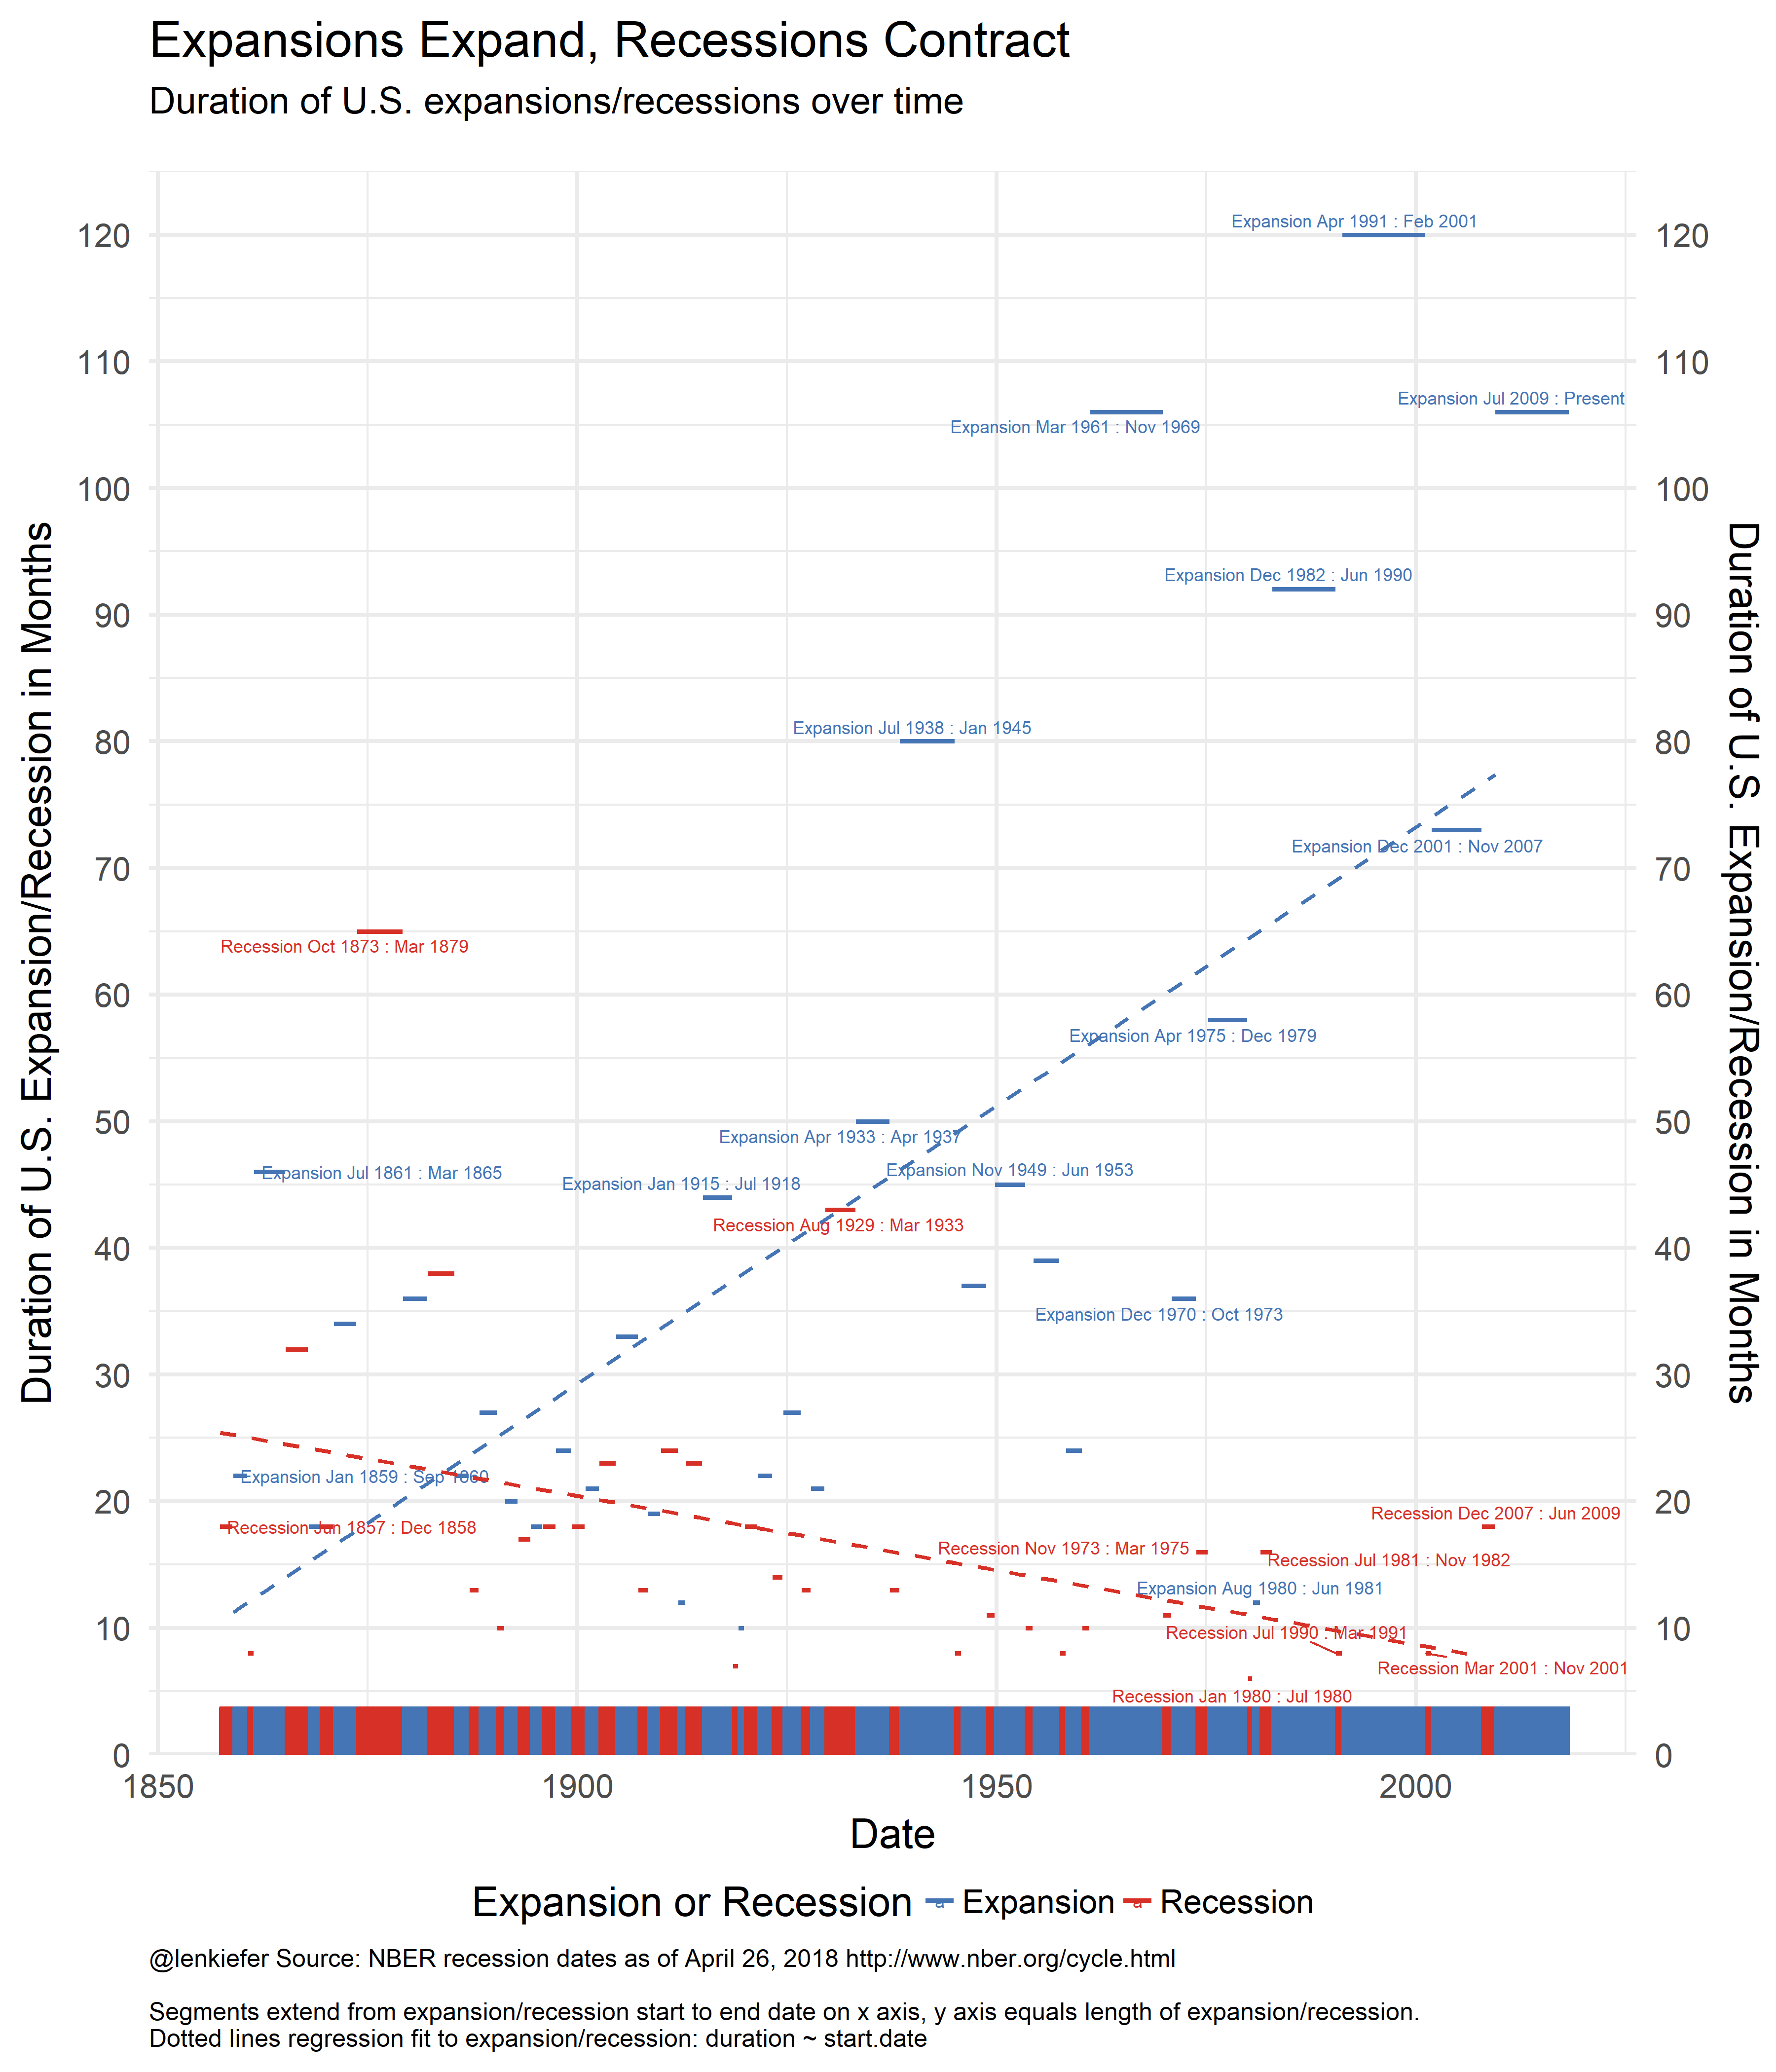 Expansions Expand, Recessions Contract
Duration of U.S. expansions/recessions over time
Duration of U.S. Expansion/Recession in Months
120
110
100
90
80
70
60
50
40
30
20
10
0
Expansion Apr 1991 : Feb 2001
Expansion Jul 2009 : Present
Expansion Mar 1961 : Nov 1969
Expansion Dec 1982 : Jun 1990
Expansion Jul 1938 : Jan 1945
Expansion Dec 2001 : Nov 2007
Recession Oct 1873 : Mar 1879
Expansion Apr 1975 : Dec 1979
Expansion Apr 1933 : Apr 1937
Expansion Nov 1949 : Jun 1953
Expansion Jul 1861 : Mar 1865
Expansion Jan 1915 : Jul 1918
Recession Aug 1929 : Mar 1933
Expansion Dec 1970 : Oct 1973
Expansion Jan 1859 : Sep 1860
Recession Dec 2007 : Jun 2009
Recession Jun 1857 : Dec 1858
Recession Nov 1973 : Mar 1975
Recession Jul 1981 : Nov 1982
Expansion Aug 1980 : Jun 1981
Recession Jul 1990 : Mar 1991
Recession Mar 2001 : Nov 2001
Recession Jan 1980 : Jul 1980
120
110
100
90
80
70
60
50
40
30
20
10
0
Duration of U.S. Expansion/Recession in Months
1850 1900 1950 2000
Date
Expansion or Recession a Expansion a Recession
@lenkiefer Source: NBER recession dates as of April 26, 2018 http://www.nber.org/cycle.html
Segments extend from expansion/recession start to end date on x axis, y axis equals length of expansion/recession.
Dotted lines regression fit to expansion/recession: duration ~ start.date